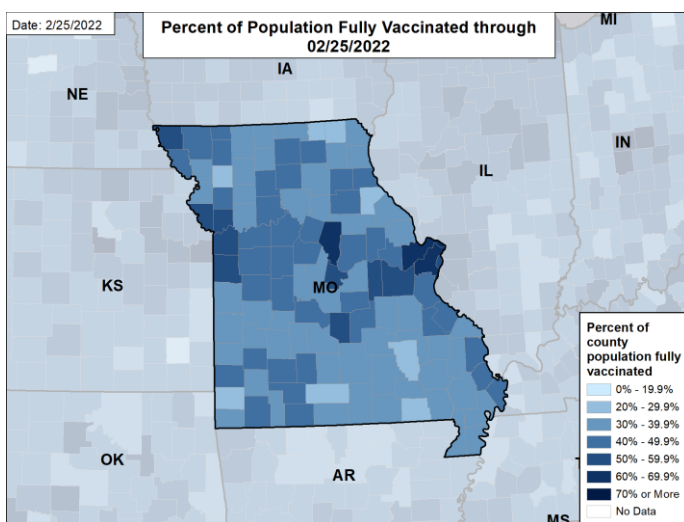 Date: 2/25/2022
Percent of Population Fully Vaccinated through
02/25/2022
MI
IA
NE
IN
IL
KS
MO
Percent of
county
population fully
vaccinated
0% - 19.9%
20% - 29.9%
30% - 39.9%
40% - 49.9%
50% - 59.9%
60% - 69.9%
70% or More
No Data
OK
AR
MS